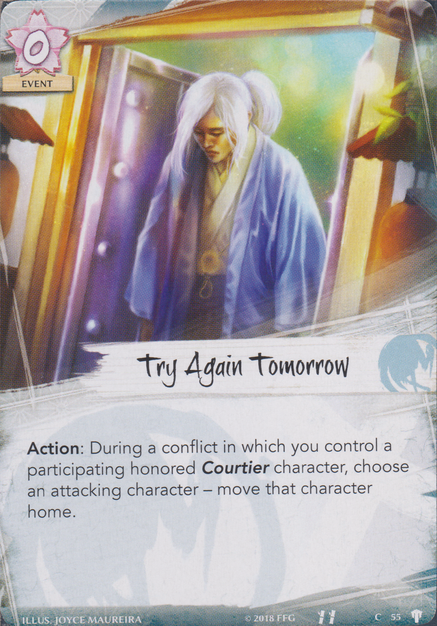 0
EVENT
Try Again Tomorrow
Action: During a conflict in which you control a
participating honored Courtier character, choose
an attacking character – move that character
home.
ILLUS. JOYCE MAUREIRA © 2018 FFG C 55